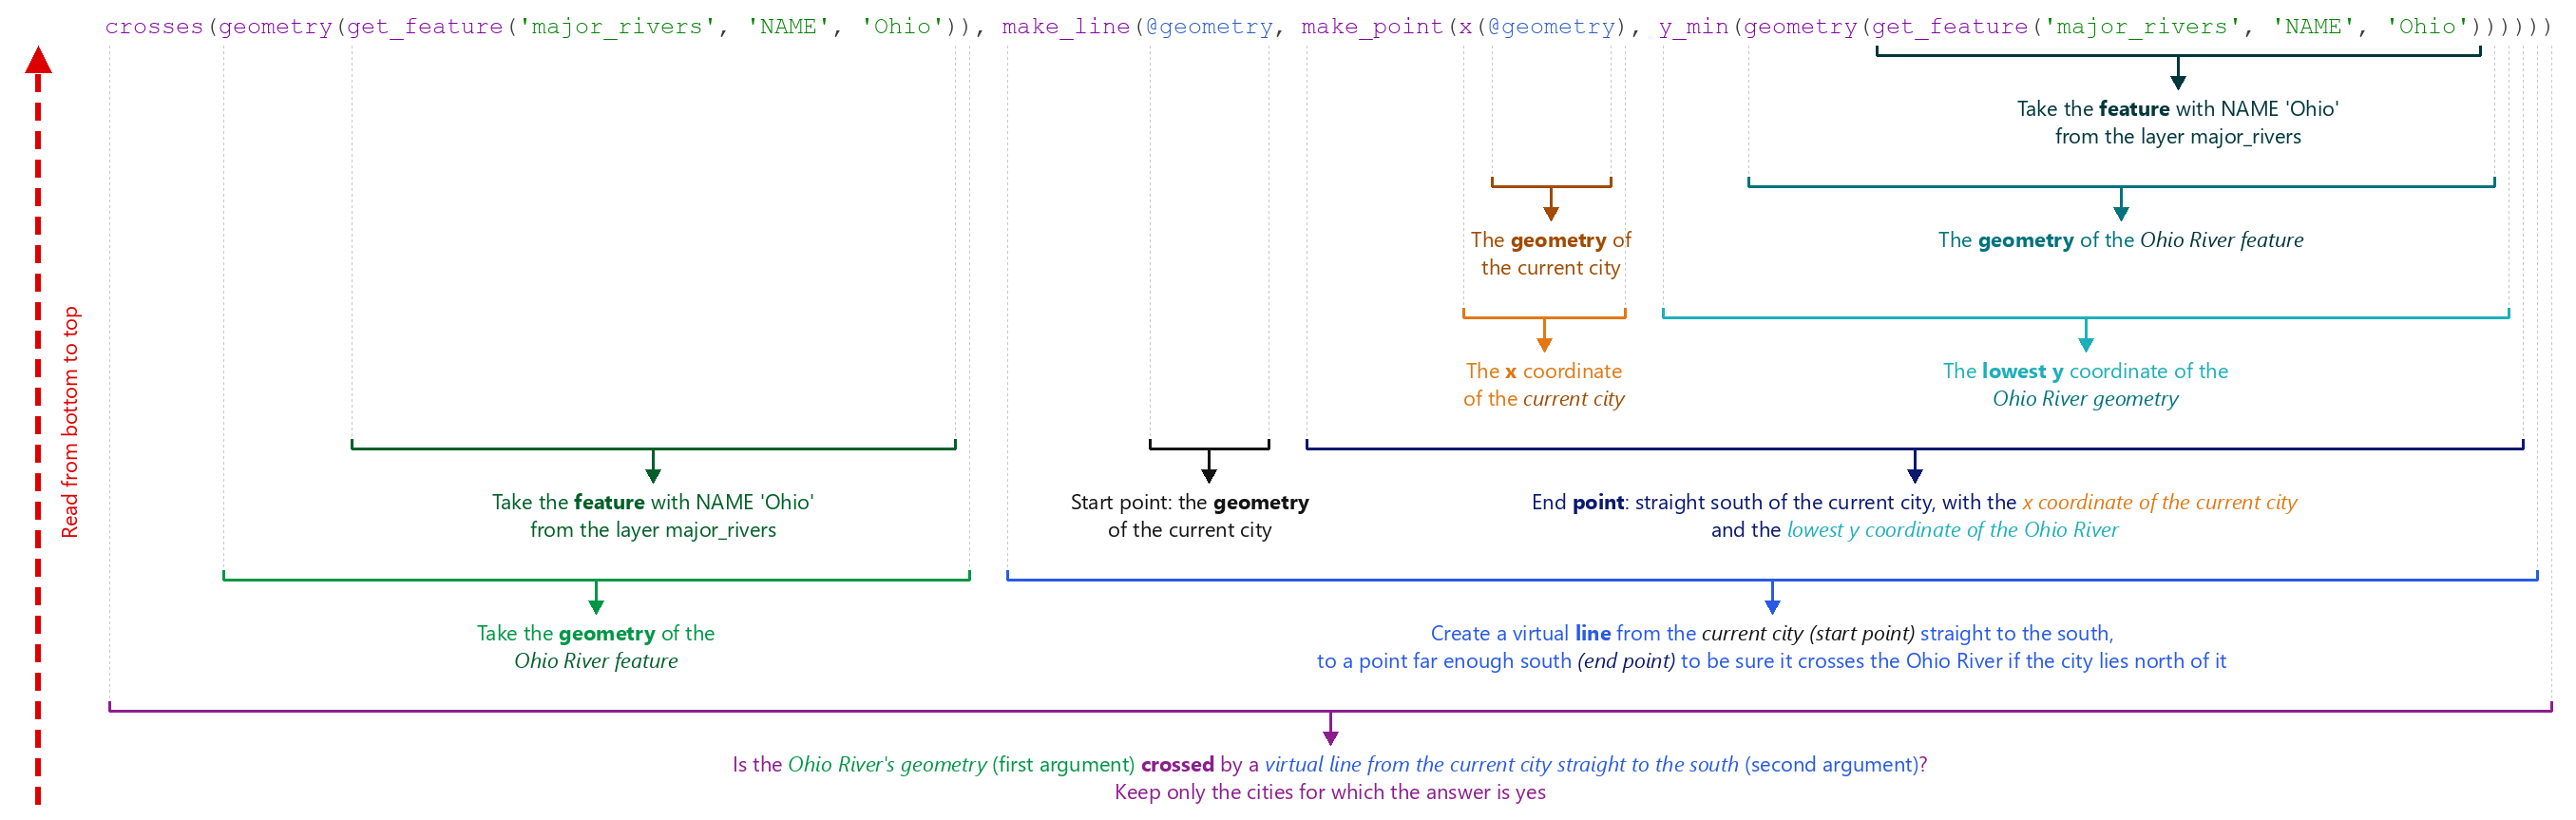 crosses(geometry(get_feature('major_rivers', 'NAME', 'Ohio')), make_line(@geometry, make_point(x(@geometry), y_min(geometry(get_feature('major_rivers', 'NAME', 'Ohio'))))))
Read from bottom to top
Take the feature with NAME 'Ohio'
from the layer major_rivers
The geometry of
the current city
The geometry of the Ohio River feature
The x coordinate
of the current city
The lowest y coordinate of the
Ohio River geometry
Take the feature with NAME 'Ohio'
from the layer major_rivers
Start point: the geometry
of the current city
End point: straight south of the current city, with the x coordinate of the current city
and the lowest y coordinate of the Ohio River
Take the geometry of the
Ohio River feature
Create a virtual line from the current city (start point) straight to the south,
to a point far enough south (end point) to be sure it crosses the Ohio River if the city lies north of it
Is the Ohio River's geometry (first argument) crossed by a virtual line from the current city straight to the south (second argument)?
Keep only the cities for which the answer is yes